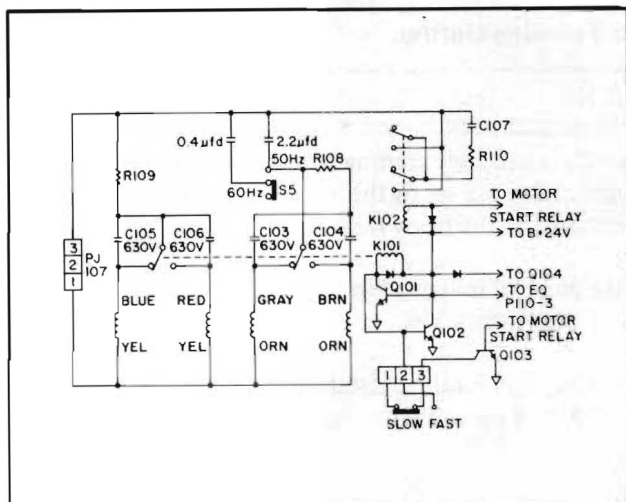 C107
0.4µfd
2.2µfd
R110
50Hz R108
R109
60Hz S5
TO MOTOR
START RELAY
K102
TO B+24V
C105 C106
630V 630V
C103 C104
630V 630V
K101
3
2
1
PJ
107
TO Q104
Q101
TO EQ
P110-3
BLUE RED GRAY BRN
Q102
TO MOTOR
START RELAY
YEL YEL ORN ORN
Q103
1 2 3
SLOW FAST